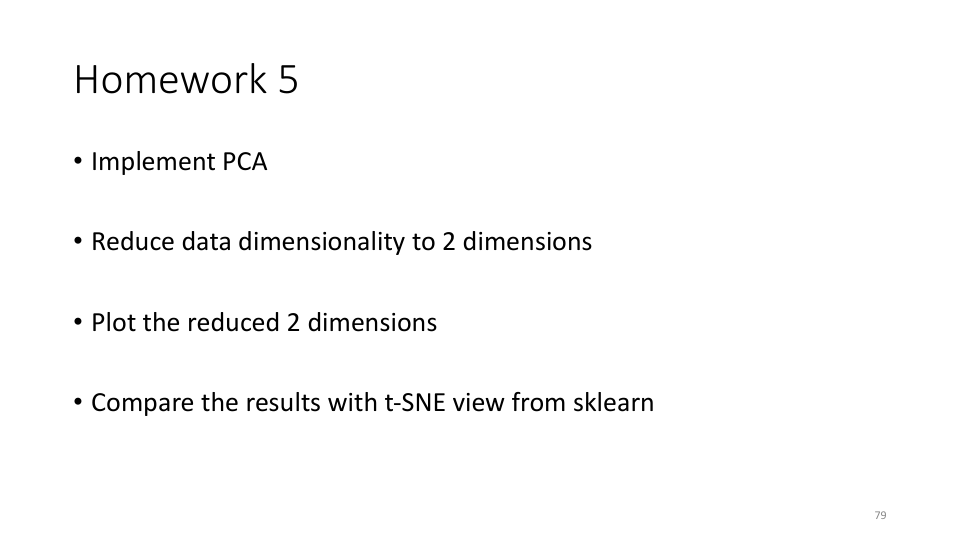 Homework 5
• Implement PCA
• Reduce data dimensionality to 2 dimensions
• Plot the reduced 2 dimensions
• Compare the results with t-SNE view from sklearn
79